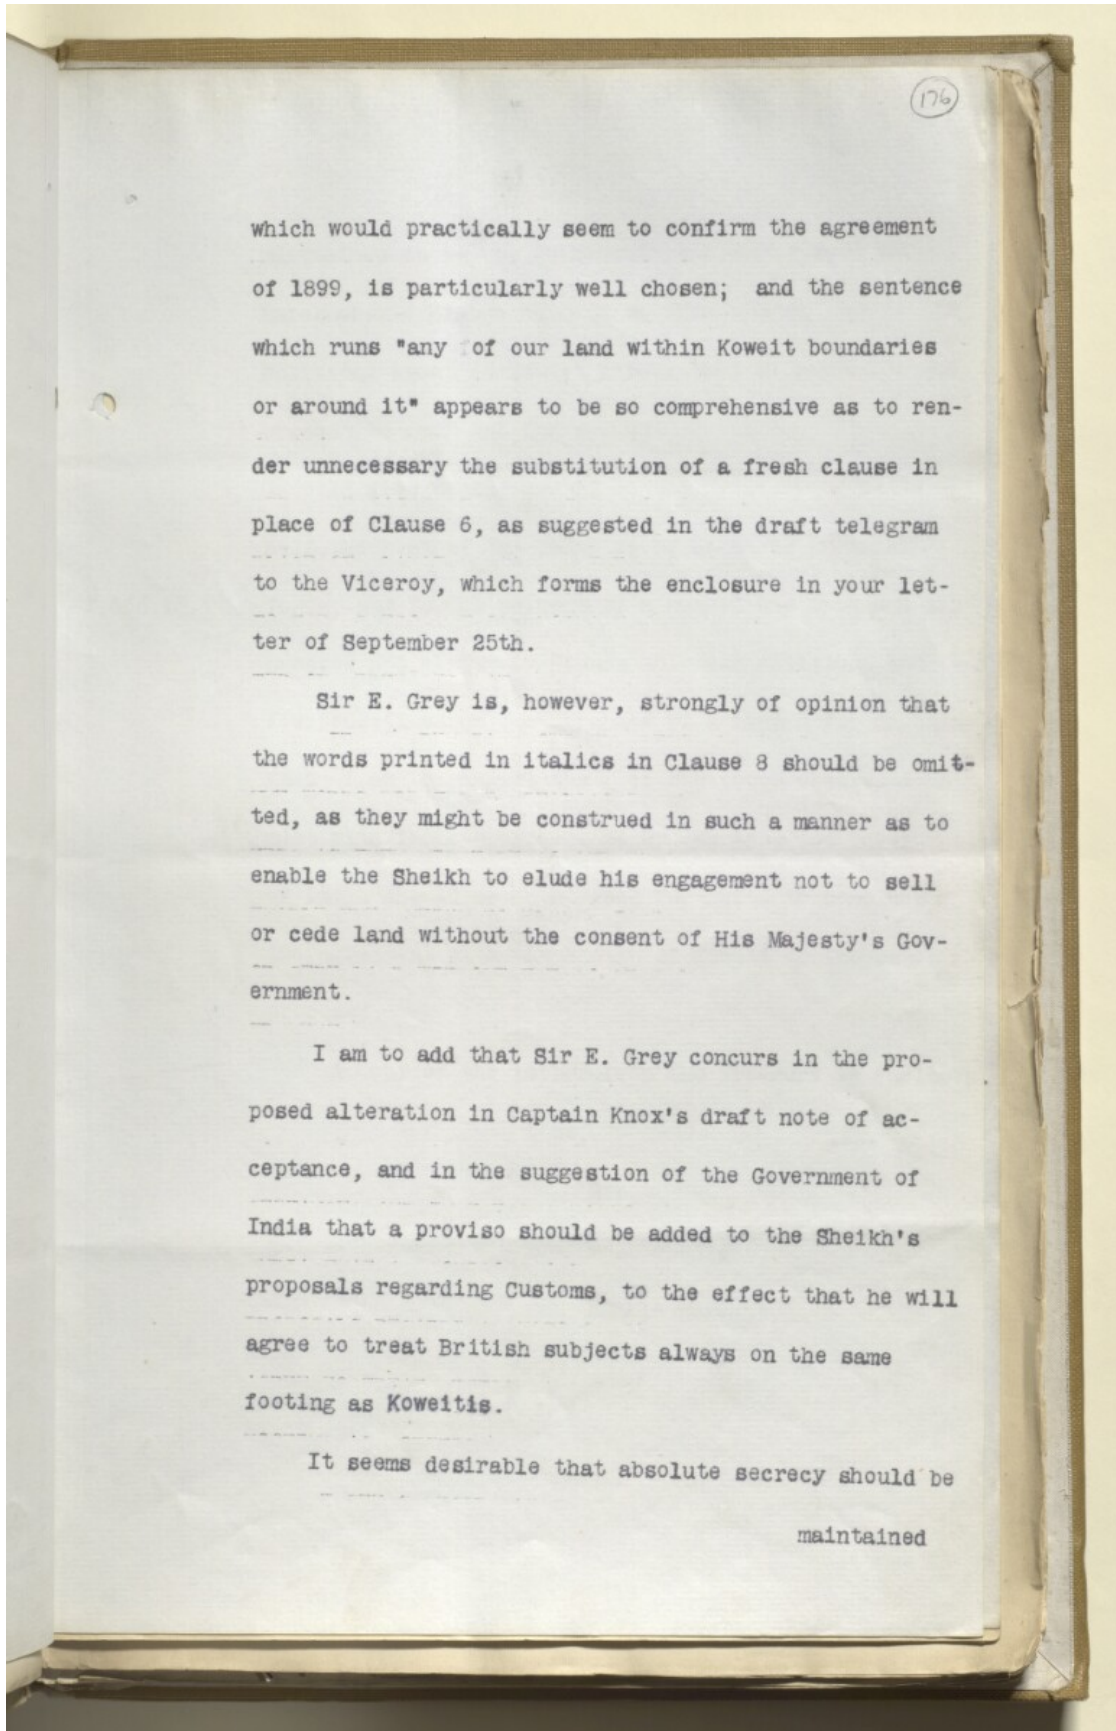 176
which would practically seem to confirm the agreement
of 1899, is particularly well chosen; and the sentence
which runs "any of our land within Koweit boundaries
or around it" appears to be so comprehensive as to ren-
der unnecessary the substitution of a fresh clause in
place of Clause 6, as suggested in the draft telegram
to the Viceroy, which forms the enclosure in your let-
ter of September 25th.
Sir E. Grey is, however, strongly of opinion that
the words printed in italics in Clause 8 should be omit-
ted, as they might be construed in such a manner as to
enable the Sheikh to elude his engagement not to sell
or cede land without the consent of His Majesty's Gov-
ernment.
I am to add that Sir E. Grey concurs in the pro-
posed alteration in Captain Knox's draft note of ac-
ceptance, and in the suggestion of the Government of
India that a proviso should be added to the Sheikh's
proposals regarding Customs, to the effect that he will
agree to treat British subjects always on the same
footing as Koweitis.
It seems desirable that absolute secrecy should be
maintained